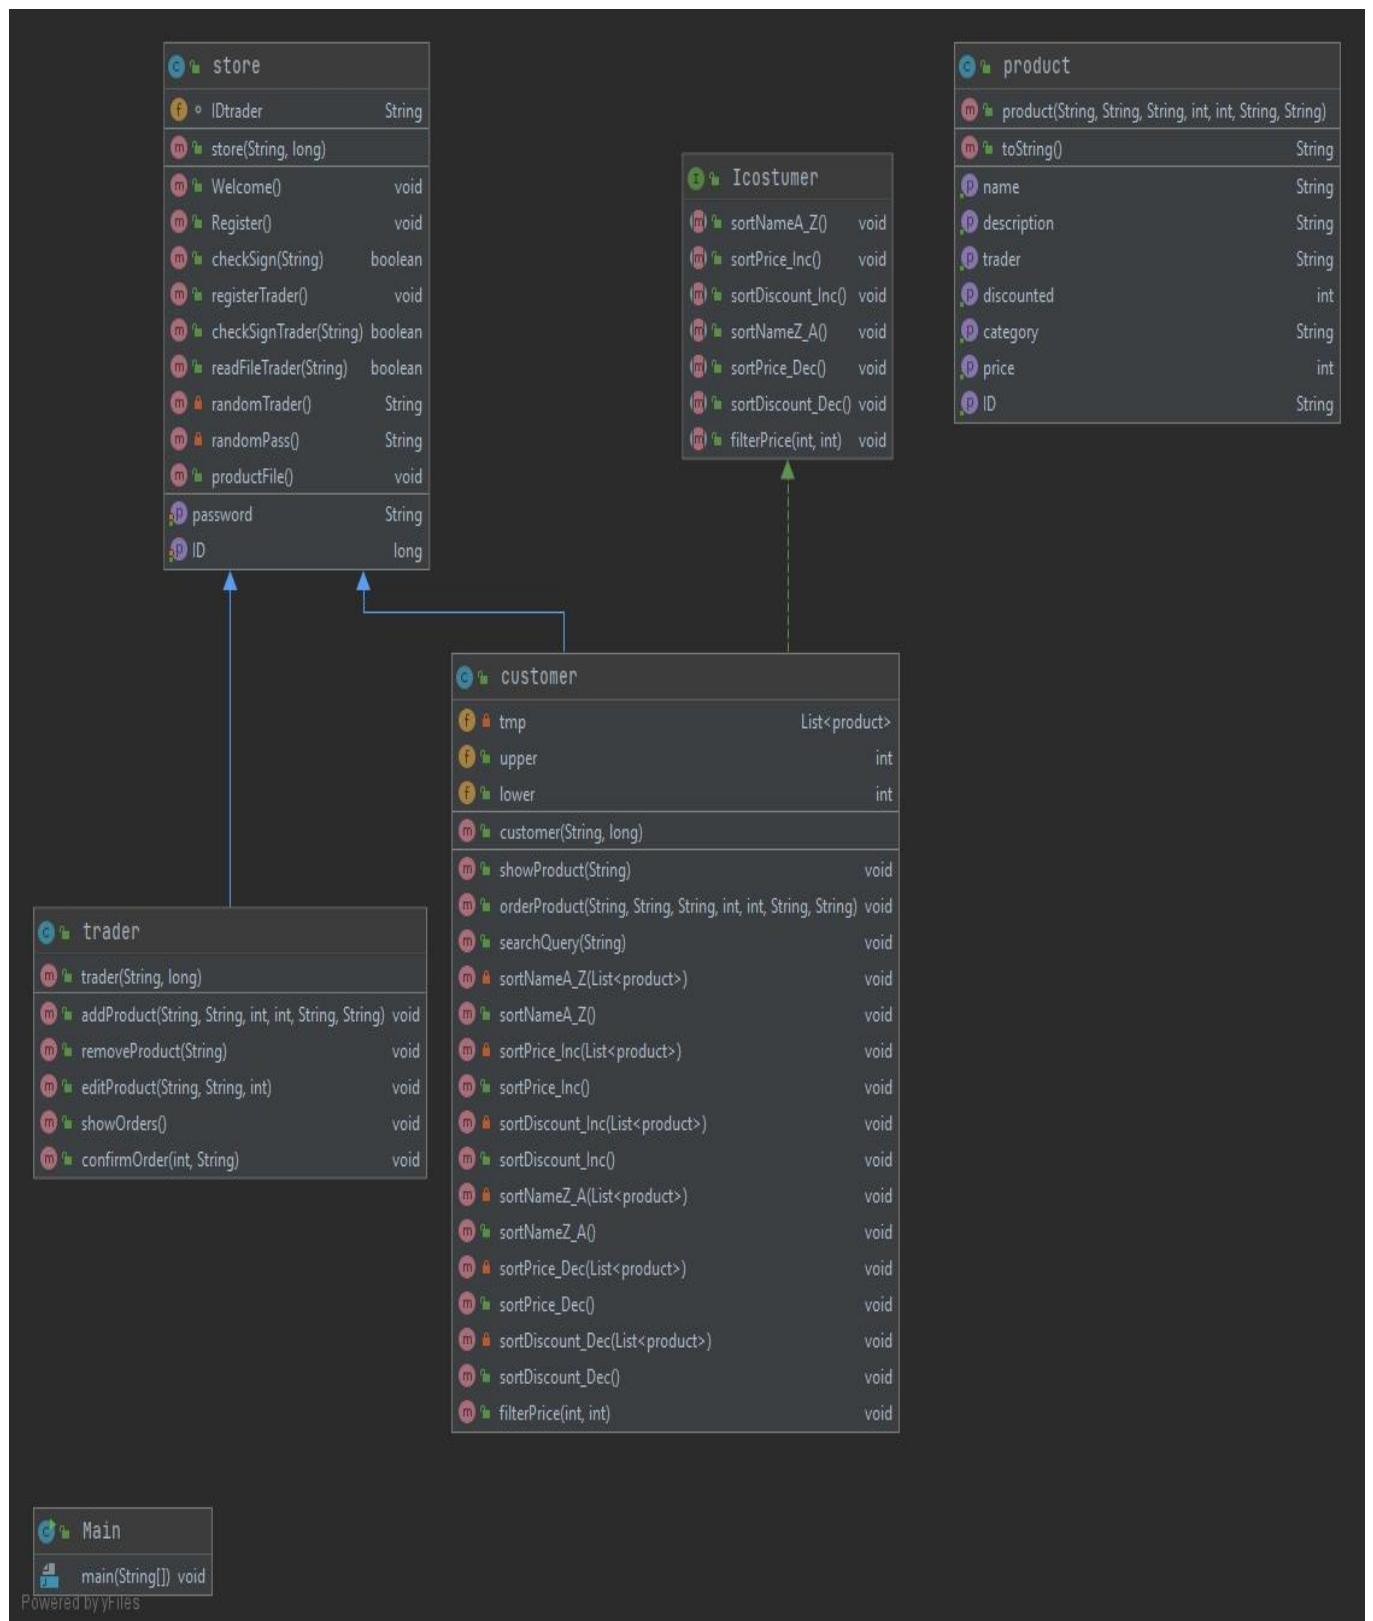 store
IDtrader String
store(String, long)
Welcome() void
Register() void
checkSign(String) boolean
registerTrader() void
checkSignTrader(String) boolean
readFileTrader(String) boolean
randomTrader() String
randomPass() String
productFile() void
password String
ID long
product
product(String, String, String, int, int, String, String)
toString() String
name String
description String
trader String
discounted int
category String
price int
ID String
Icostumer
sortNameA_Z() void
sortPrice_Inc() void
sortDiscount_Inc() void
sortNameZ_A() void
sortPrice_Dec() void
sortDiscount_Dec() void
filterPrice(int, int) void
customer
tmp List<product>
upper int
lower int
customer(String, long)
showProduct(String) void
orderProduct(String, String, String, int, int, String, String) void
searchQuery(String) void
sortNameA_Z(List<product>) void
sortNameA_Z() void
sortPrice_Inc(List<product>) void
sortPrice_Inc() void
sortDiscount_Inc(List<product>) void
sortDiscount_Inc() void
sortNameZ_A(List<product>) void
sortNameZ_A() void
sortPrice_Dec(List<product>) void
sortPrice_Dec() void
sortDiscount_Dec(List<product>) void
sortDiscount_Dec() void
filterPrice(int, int) void
trader
trader(String, long)
addProduct(String, String, int, int, String, String) void
removeProduct(String) void
editProduct(String, String, int) void
showOrders() void
confirmOrder(int, String) void
Main
main(String[]) void
Powered by yFiles